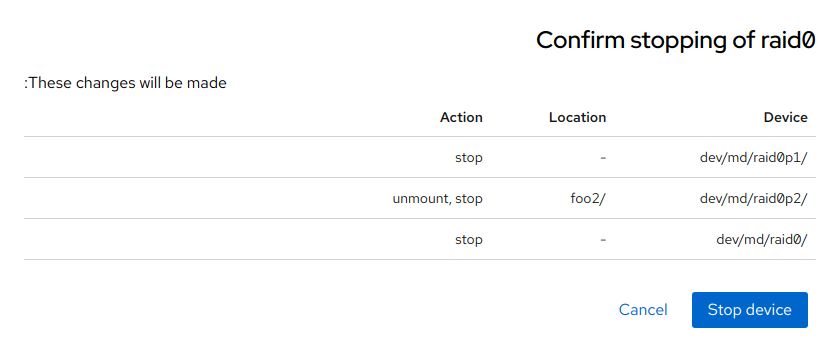 Confirm stopping of raid0
:These changes will be made
Action Location Device
stop - dev/md/raid0p1/
unmount, stop foo2/ dev/md/raid0p2/
stop - dev/md/raid0/
Cancel Stop device